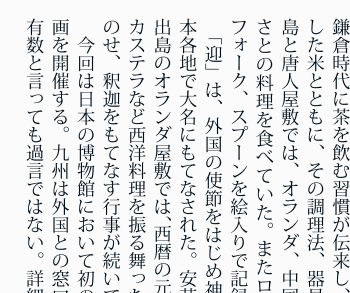 鎌倉時代に茶を飲む習慣が伝来し、
した米とともに、その調理法、器具
島と唐人屋敷では、オランダ、中国
さとの料理を食べていた。またロ
フォーク、スプーンを絵入りで記録
「迎」は、外国の使節をはじめ神
本各地で大名にもてなされた。安
出島のオランダ屋敷では、西暦の元
カステラなど西洋料理を振る舞っ
のせ、釈迦をもてなす行事が続い
今回は日本の博物館において初の
画を開催する。九州は外国との窓
有数と言っても過言ではない。詳細